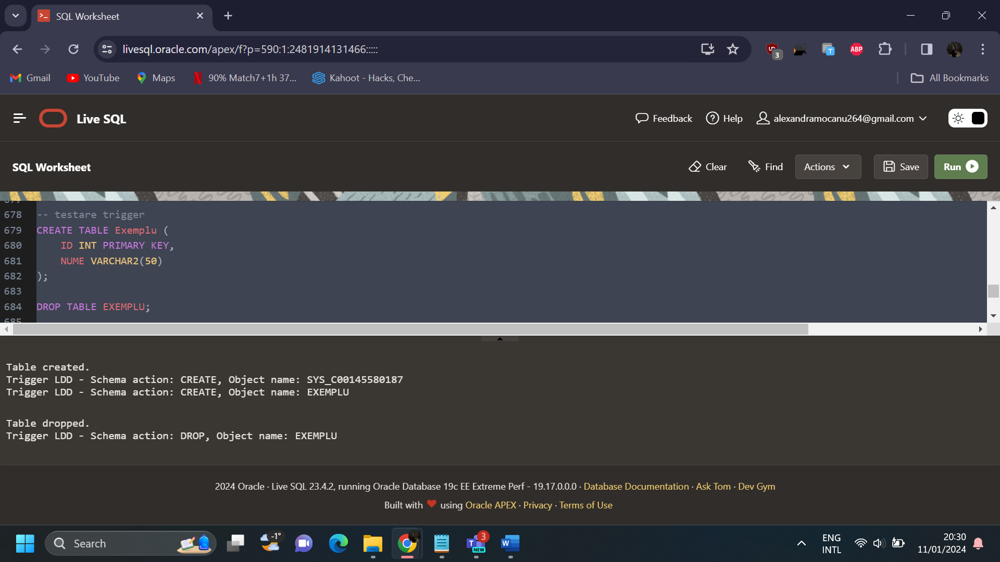 SQL Worksheet
livesql.oracle.com/apex/f?p=590:1:2481914131466:::::
3
T
ABP
Gmail
YouTube
Maps
90% Match7+1h 37...
Kahoot - Hacks, Che...
All Bookmarks
Live SQL
Feedback
Help
alexandramocanu264@gmail.com
SQL Worksheet
Clear
Find
Actions
Save
Run
678 -- testare trigger
679 CREATE TABLE Exemplu (
680 ID INT PRIMARY KEY,
681 NUME VARCHAR2(50)
682 );
683
684 DROP TABLE EXEMPLU;
685
Table created.
Trigger LDD - Schema action: CREATE, Object name: SYS_C00145580187
Trigger LDD - Schema action: CREATE, Object name: EXEMPLU
Table dropped.
Trigger LDD - Schema action: DROP, Object name: EXEMPLU
2024 Oracle · Live SQL 23.4.2, running Oracle Database 19c EE Extreme Perf - 19.17.0.0.0 · Database Documentation · Ask Tom · Dev Gym
Built with ❤ using Oracle APEX · Privacy · Terms of Use
Search
-1°
T
NEW
3
W
ENG
INTL
20:30
11/01/2024